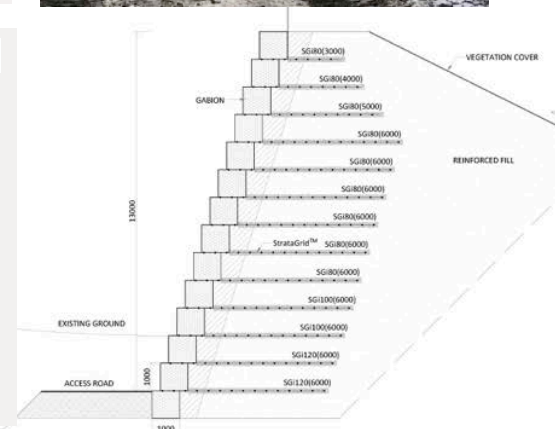 SGi80(3000)
VEGETATION COVER
SGi80(4000)
GABION
SGi80(5000)
SGi80(6000)
REINFORCED FILL
SGi80(6000)
SGi80(6000)
13000
SGi80(6000)
StrataGrid™ SGi80(6000)
SGi80(6000)
SGi100(6000)
EXISTING GROUND
SGi100(6000)
SGi120(6000)
1000
ACCESS ROAD
SGi120(6000)
1000